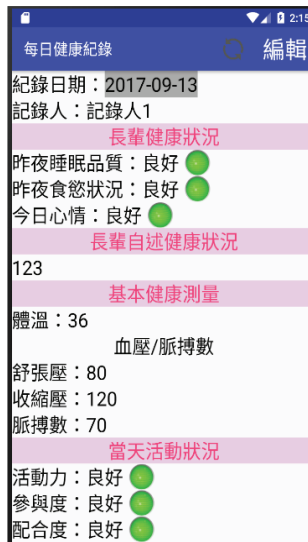 2:15
每日健康紀錄
編輯
紀錄日期：2017-09-13
記錄人：記錄人1
長輩健康狀況
昨夜睡眠品質：良好
昨夜食慾狀況：良好
今日心情：良好
長輩自述健康狀況
123
基本健康測量
體溫：36
血壓/脈搏數
舒張壓：80
收縮壓：120
脈搏數：70
當天活動狀況
活動力：良好
參與度：良好
配合度：良好